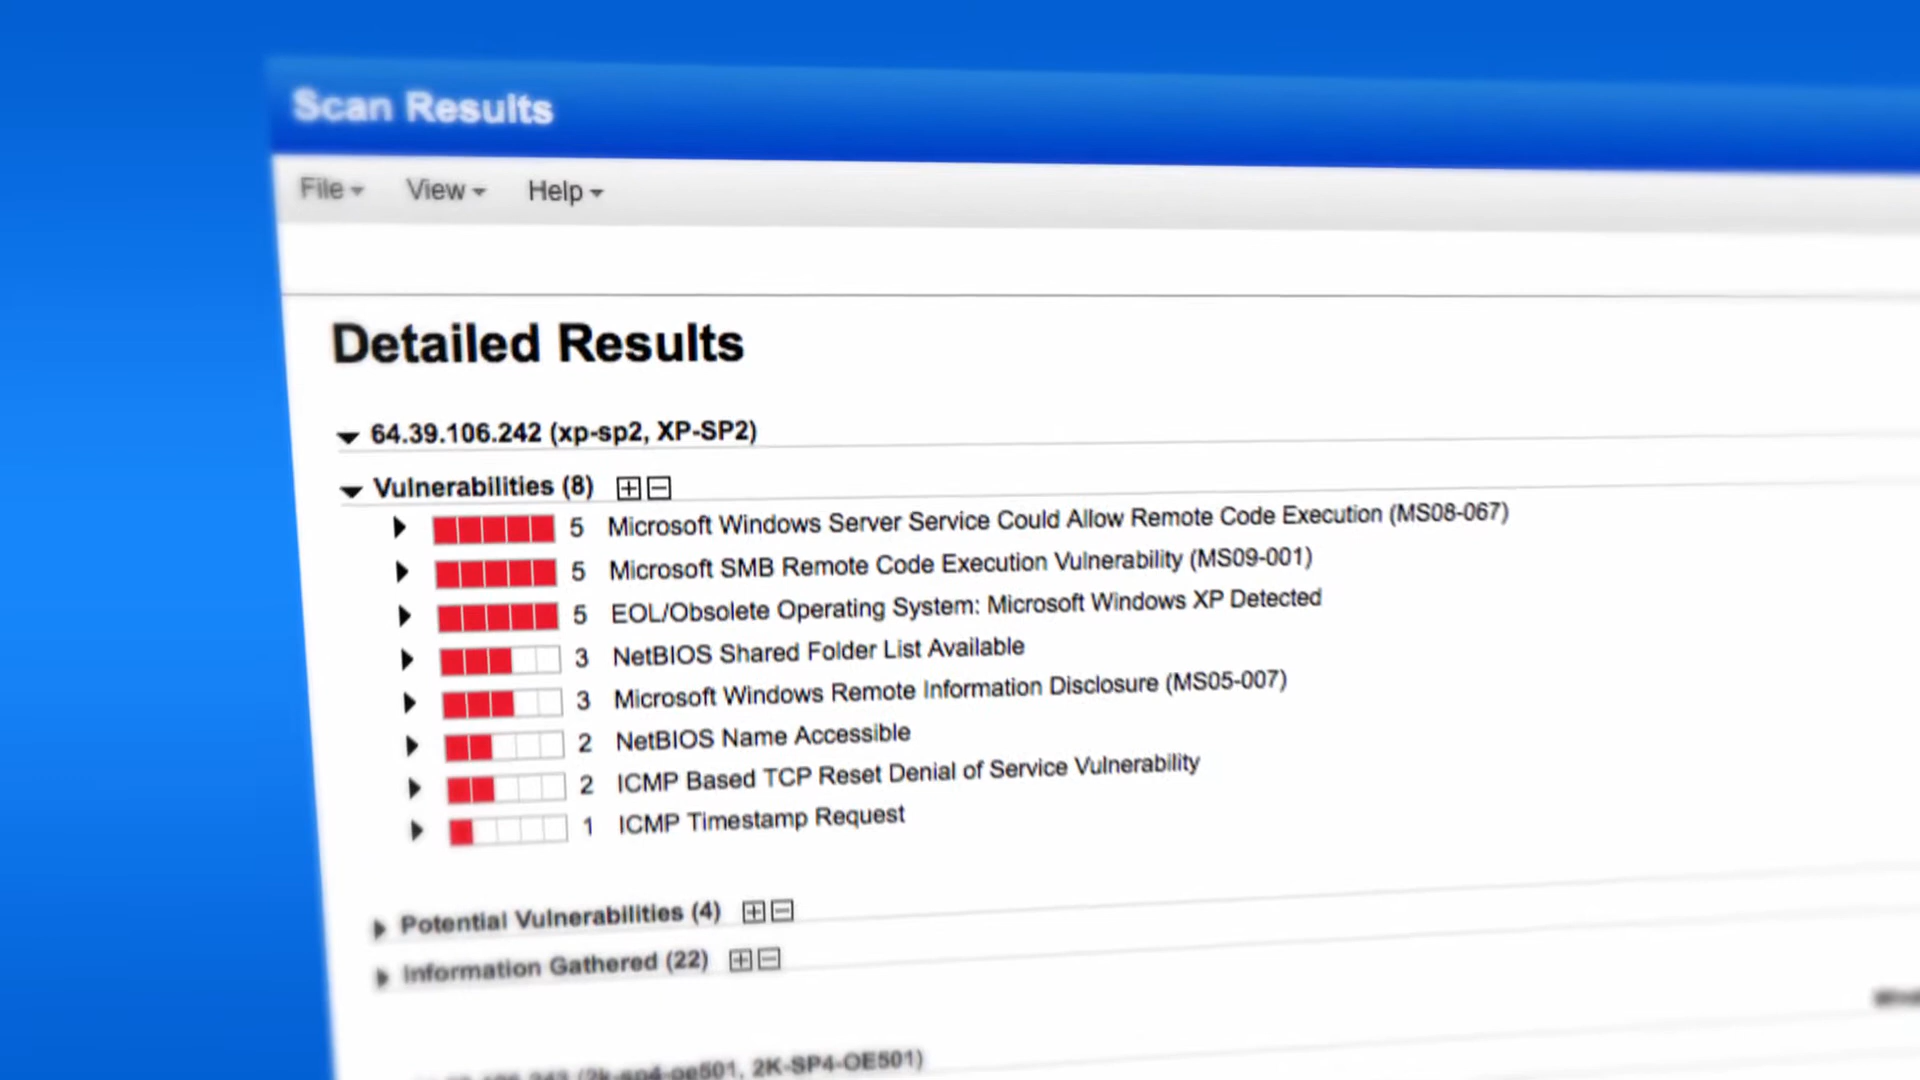 Scan Results
File View Help
Detailed Results
64.39.106.242 (xp-sp2, XP-SP2)
Vulnerabilities (8)
5 Microsoft Windows Server Service Could Allow Remote Code Execution (MS08-067)
5 Microsoft SMB Remote Code Execution Vulnerability (MS09-001)
5 EOL/Obsolete Operating System: Microsoft Windows XP Detected
3 NetBIOS Shared Folder List Available
3 Microsoft Windows Remote Information Disclosure (MS05-007)
2 NetBIOS Name Accessible
2 ICMP Based TCP Reset Denial of Service Vulnerability
1 ICMP Timestamp Request
Potential Vulnerabilities (4)
Information Gathered (22)
(2k-sp4-oe501, 2K-SP4-OE501)